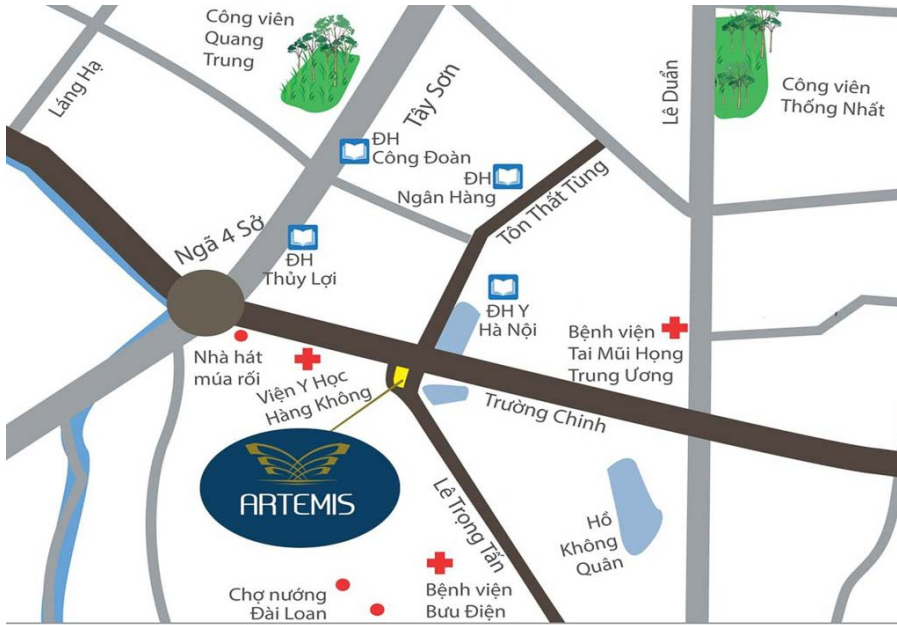 Công viên
Quang
Trung
Láng Hạ
Tây Sơn
Lê Duẩn
Công viên
Thống Nhất
ĐH
Công Đoàn
ĐH
Ngân Hàng
Tôn Thất Tùng
Ngã 4 Sở
ĐH
Thủy Lợi
ĐH Y
Hà Nội
Bệnh viện
Tai Mũi Họng
Trung Ương
Nhà hát
múa rối
Viện Y Học
Hàng Không
Trường Chinh
ARTEMIS
Lê Trọng Tấn
Hồ
Không
Quân
Chợ nướng
Đài Loan
Bệnh viện
Bưu Điện